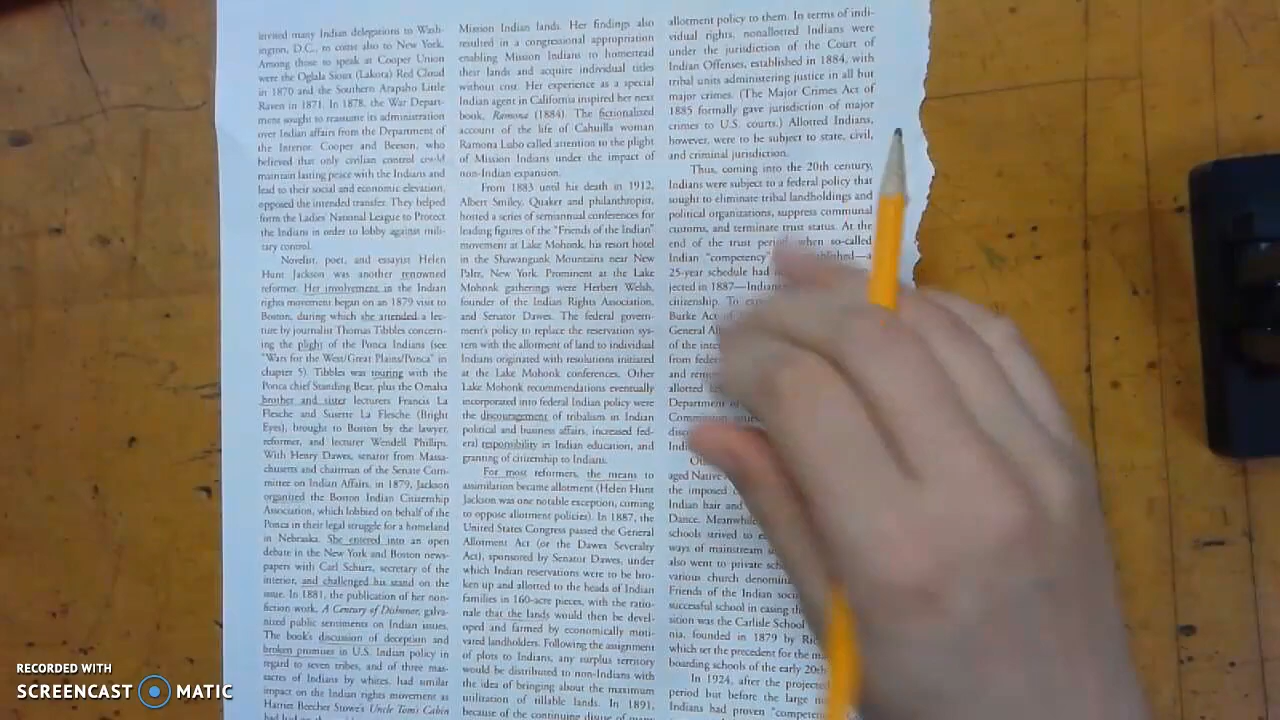 invited many Indian delegations to Wash-
ington, D.C., to come also to New York.
Among those to speak at Cooper Union
were the Oglala Sioux (Lakota) Red Cloud
in 1870 and the Southern Arapaho Little
Raven in 1871. In 1878, the War Depart-
ment sought to reassume its administration
over Indian affairs from the Department of
the Interior. Cooper and Beeson, who
believed that only civilian control could
maintain lasting peace with the Indians and
lead to their social and economic elevation,
opposed the intended transfer. They helped
form the Ladies National League to Protect
the Indians in order to lobby against mili-
tary control.
Novelist, poet, and essayist Helen
Hunt Jackson was another renowned
reformer. Her involvement in the Indian
rights movement began on an 1879 visit to
Boston, during which she attended a lec-
ture by journalist Thomas Tibbles concern-
ing the plight of the Ponca Indians (see
"Wars for the West/Great Plains/Ponca" in
chapter 5). Tibbles was touring with the
Ponca chief Standing Bear, plus the Omaha
brother and sister lecturers Francis La
Flesche and Susette La Flesche (Bright
Eyes), brought to Boston by the lawyer,
reformer, and lecturer Wendell Phillips.
With Henry Dawes, senator from Massa-
chusetts and chairman of the Senate Com-
mittee on Indian Affairs, in 1879, Jackson
organized the Boston Indian Citizenship
Association, which lobbied on behalf of the
Ponca in their legal struggle for a homeland
in Nebraska. She entered into an open
debate in the New York and Boston news-
papers with Carl Schurz, secretary of the
interior, and challenged his stand on the
issue. In 1881, the publication of her non-
fiction work, A Century of Dishonor, galva-
nized public sentiments on Indian issues.
The book's discussion of deception and
broken promises in U.S. Indian policy in
regard to seven tribes, and of three mas-
sacres of Indians by whites, had similar
impact on the Indian rights movement as
Harriet Beecher Stowe's Uncle Tom's Cabin
Mission Indian lands. Her findings also
resulted in a congressional appropriation
enabling Mission Indians to homestead
their lands and acquire individual titles
without cost. Her experience as a special
Indian agent in California inspired her next
book, Ramona (1884). The fictionalized
account of the life of Cahuilla woman
Ramona Lubo called attention to the plight
of Mission Indians under the impact of
non-Indian expansion.
From 1883 until his death in 1912,
Albert Smiley, Quaker and philanthropist,
hosted a series of semiannual conferences for
leading figures of the "Friends of the Indian"
movement at Lake Mohonk, his resort hotel
in the Shawangunk Mountains near New
Paltz, New York. Prominent at the Lake
Mohonk gatherings were Herbert Welsh,
founder of the Indian Rights Association,
and Senator Dawes. The federal govern-
ment's policy to replace the reservation sys-
tem with the allotment of land to individual
Indians originated with resolutions initiated
at the Lake Mohonk conferences. Other
Lake Mohonk recommendations eventually
incorporated into federal Indian policy were
the discouragement of tribalism in Indian
political and business affairs, increased fed-
eral responsibility in Indian education, and
granting of citizenship to Indians.
For most reformers, the means to
assimilation became allotment (Helen Hunt
Jackson was one notable exception, coming
to oppose allotment policies). In 1887, the
United States Congress passed the General
Allotment Act (or the Dawes Severalty
Act), sponsored by Senator Dawes, under
which Indian reservations were to be bro-
ken up and allotted to the heads of Indian
families in 160-acre pieces, with the ratio-
nale that the lands would then be devel-
oped and farmed by economically moti-
vated landholders. Following the assignment
of plots to Indians, any surplus territory
would be distributed to non-Indians with
the idea of bringing about the maximum
utilization of tillable lands. In 1891,
because of the continuing disuse of many
allotment policy to them. In terms of indi-
vidual rights, nonallotted Indians were
under the jurisdiction of the Court of
Indian Offenses, established in 1884, with
tribal units administering justice in all but
major crimes. (The Major Crimes Act of
1885 formally gave jurisdiction of major
crimes to U.S. courts.) Allotted Indians,
however, were to be subject to state, civil,
and criminal jurisdiction.
Thus, coming into the 20th century,
Indians were subject to a federal policy that
sought to eliminate tribal landholdings and
political organizations, suppress communal
customs, and terminate trust status. At the
end of the trust period, when so-called
Indian "competency"
25-year schedule had
jected in 1887—Indians
citizenship. To
Burke Act of
General
of the
from
and
allotted
Department
Commission
aged Native
the imposed
Indian hair and
Dance. Meanwhile
schools strived to
ways of mainstream
also went to private
various church
Friends of the Indian
successful school in easing the
sition was the Carlisle School
nia, founded in 1879 by
which set the precedent for the
boarding schools of the early 20th
In 1924, after the projected
period but before the large
Indians had proven
RECORDED WITH
SCREENCAST MATIC